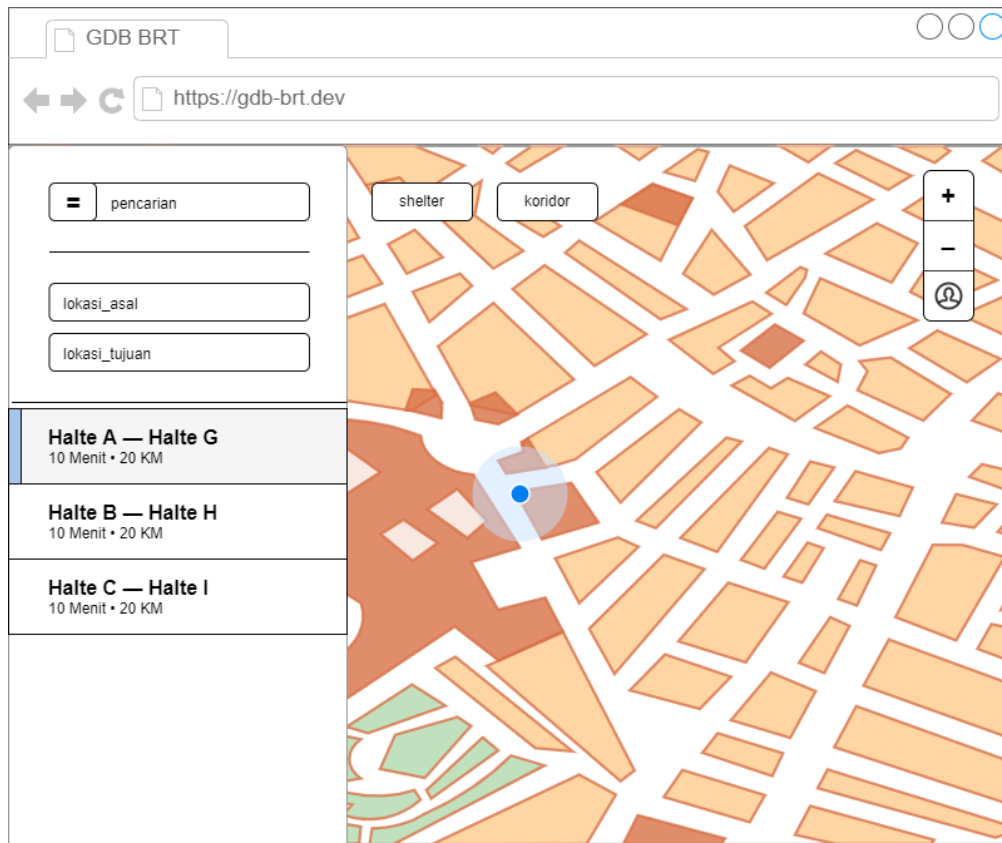 GDB BRT
https://gdb-brt.dev
= pencarian
shelter
koridor
+
–
lokasi_asal
lokasi_tujuan
Halte A — Halte G
10 Menit • 20 KM
Halte B — Halte H
10 Menit • 20 KM
Halte C — Halte I
10 Menit • 20 KM